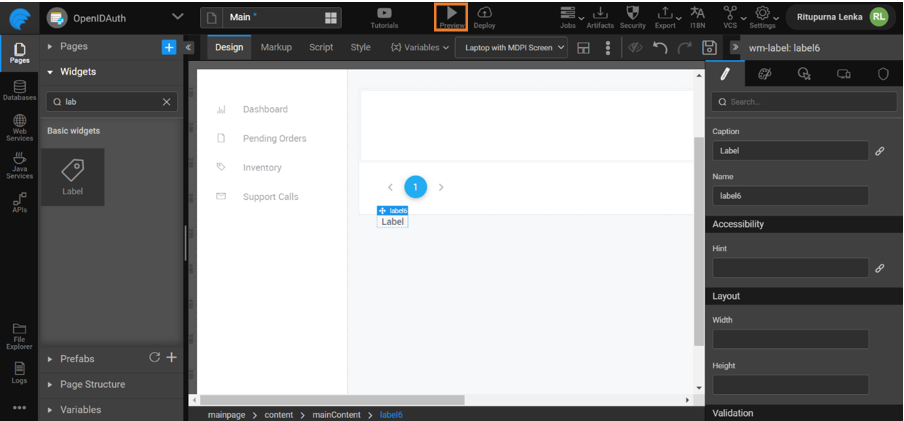 OpenIDAuth
Main *
Tutorials
Preview
Deploy
Jobs
Artifacts
Security
Export
I18N
VCS
Settings
Ritupurna Lenka
RL
Pages
Databases
Web Services
Java Services
APIs
File Explorer
Logs
Pages
Widgets
lab
Basic widgets
Label
Prefabs
Page Structure
Variables
Design
Markup
Script
Style
{x} Variables
Laptop with MDPI Screen
Dashboard
Pending Orders
Inventory
Support Calls
1
label6
Label
mainpage > content > mainContent > label6
wm-label: label6
Search...
Caption
Label
Name
label6
Accessibility
Hint
Layout
Width
Height
Validation